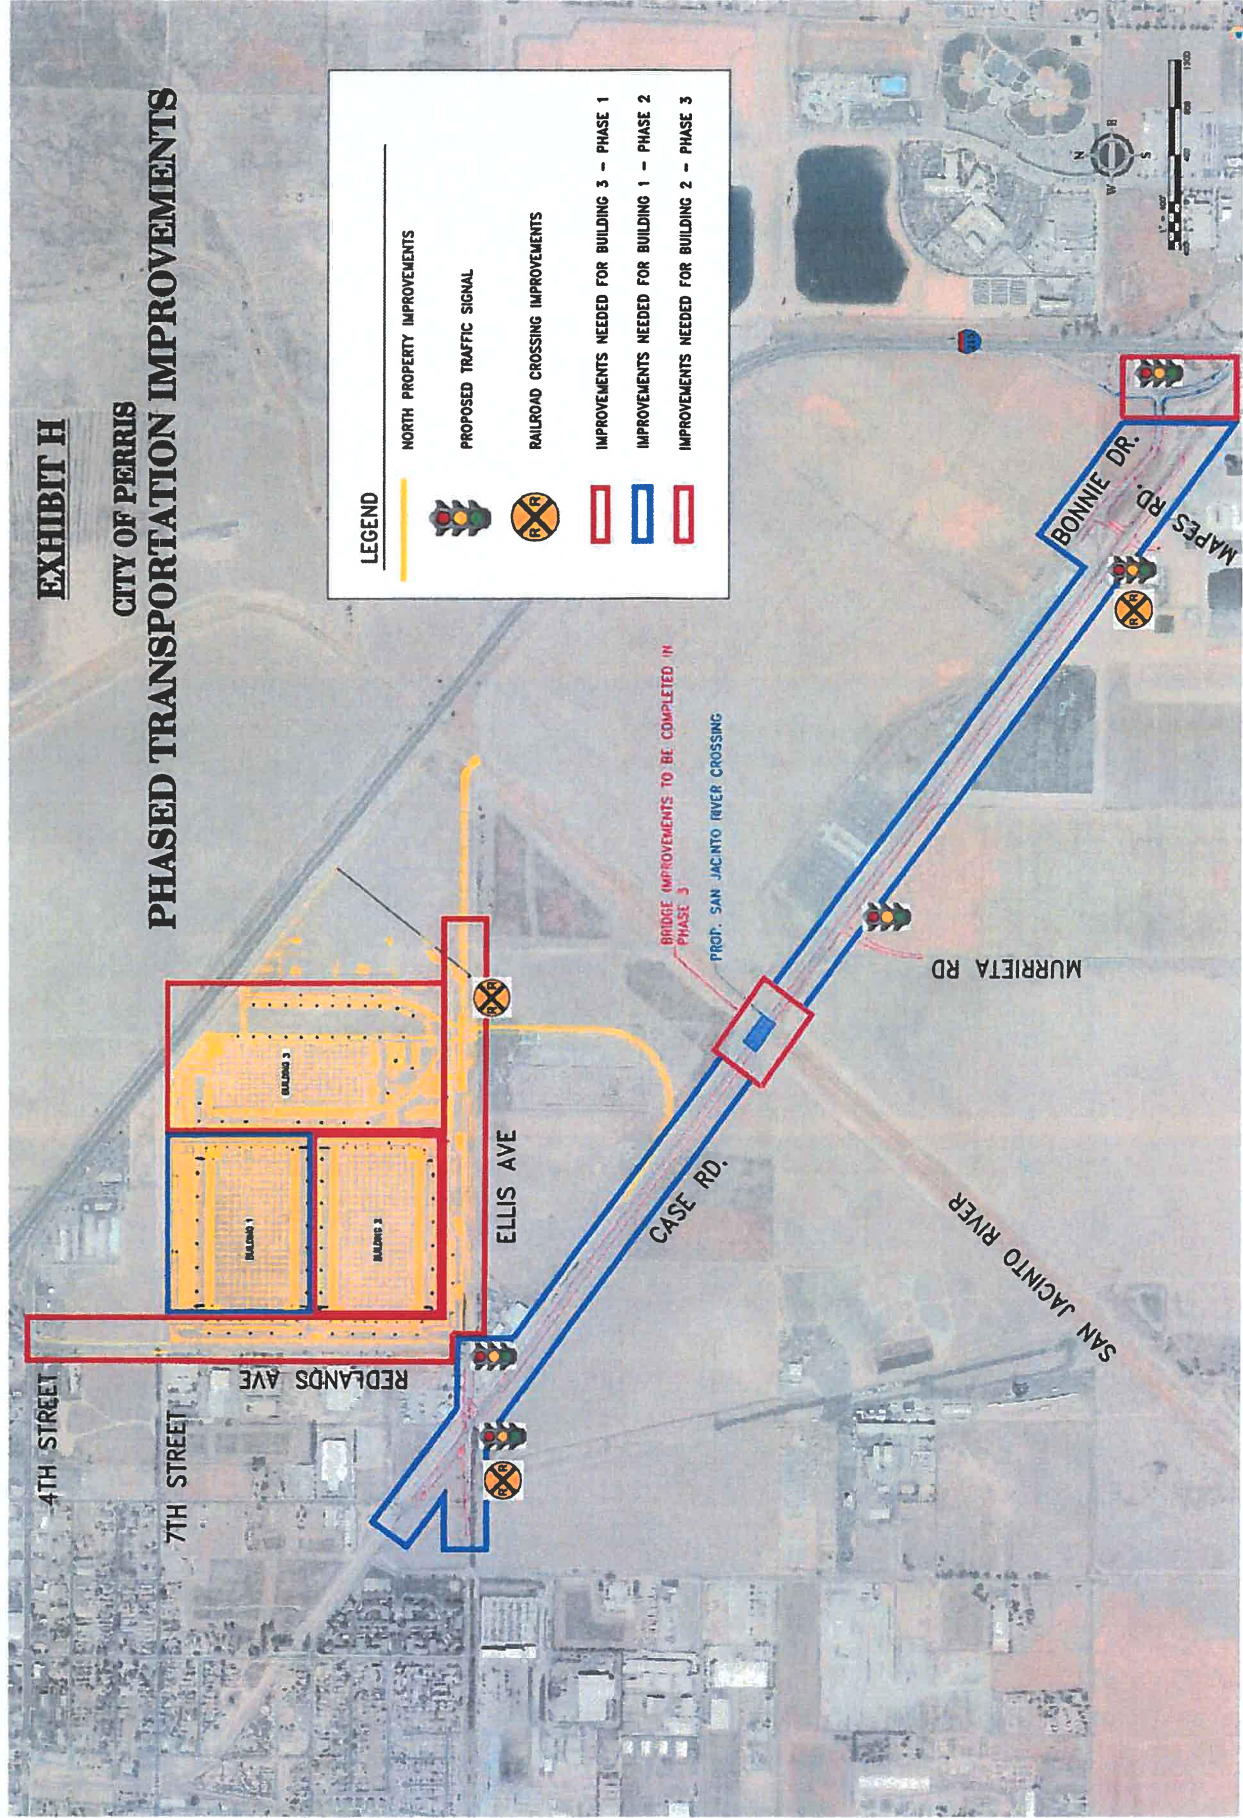 EXHIBIT H
CITY OF PERRIS
PHASED TRANSPORTATION IMPROVEMENTS
LEGEND
NORTH PROPERTY IMPROVEMENTS
PROPOSED TRAFFIC SIGNAL
R R
RAILROAD CROSSING IMPROVEMENTS
IMPROVEMENTS NEEDED FOR BUILDING 3 - PHASE 1
IMPROVEMENTS NEEDED FOR BUILDING 1 - PHASE 2
IMPROVEMENTS NEEDED FOR BUILDING 2 - PHASE 3
4TH STREET
7TH STREET
REDLANDS AVE
BUILDING 1
BUILDING 2
BUILDING 3
ELLIS AVE
R R
R R
CASE RD.
BRIDGE IMPROVEMENTS TO BE COMPLETED IN
PHASE 3
PROP. SAN JACINTO RIVER CROSSING
SAN JACINTO RIVER
MURRIETA RD
BONNIE DR.
MAPES RD.
R R
215
N
W
E
S
1" = 400'